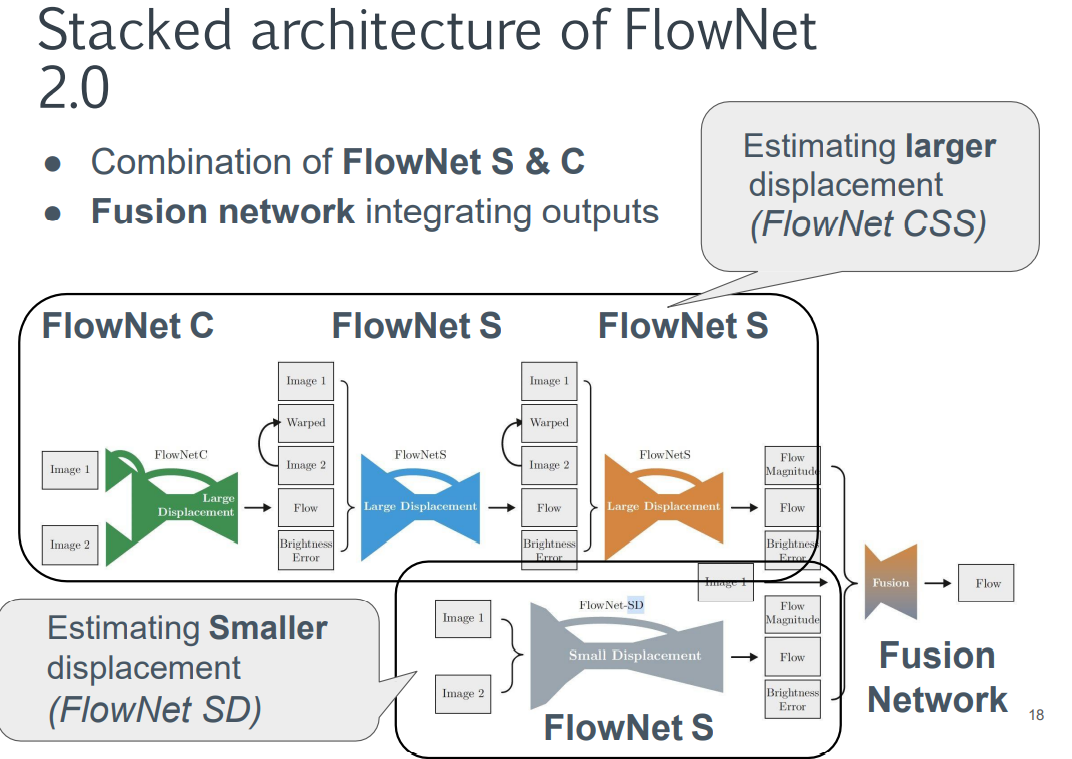 Stacked architecture of FlowNet
2.0
● Combination of FlowNet S & C
● Fusion network integrating outputs
Estimating larger
displacement
(FlowNet CSS)
FlowNet C
FlowNet S
FlowNet S
Image 1
Image 2
FlowNetC
Large
Displacement
Image 1
Warped
Image 2
Flow
Brightness
Error
FlowNetS
Large Displacement
Image 1
Warped
Image 2
Flow
Brightness
Error
FlowNetS
Large Displacement
Flow
Magnitude
Flow
Brightness
Error
Image 1
Fusion
Flow
Estimating Smaller
displacement
(FlowNet SD)
Image 1
Image 2
FlowNet-SD
Small Displacement
Flow
Magnitude
Flow
Brightness
Error
FlowNet S
Fusion
Network
18